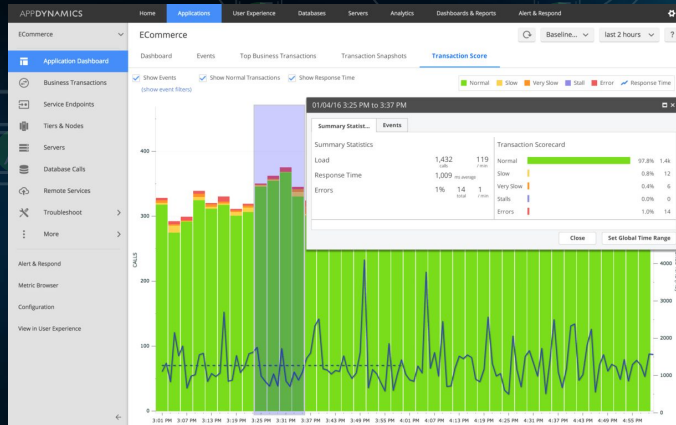 APPDYNAMICS
Home Applications User Experience Databases Servers Analytics Dashboards & Reports Alert & Respond
ECommerce
ECommerce
Baseline... last 2 hours ?
Dashboard Events Top Business Transactions Transaction Snapshots Transaction Score
Application Dashboard
Business Transactions
Service Endpoints
Tiers & Nodes
Servers
Database Calls
Remote Services
Troubleshoot
More
Alert & Respond
Metric Browser
Configuration
View in User Experience
Show Events Show Normal Transactions Show Response Time
(show event filters)
Normal Slow Very Slow Stall Error Response Time
01/04/16 3:25 PM to 3:37 PM
Summary Statist... Events
Summary Statistics
Load 1,432 calls 119 / min
Response Time 1,009 ms average
Errors 1% 14 total 1 / min
Transaction Scorecard
Normal 97.8% 1.4k
Slow 0.8% 12
Very Slow 0.4% 6
Stalls 0.0% 0
Errors 1.0% 14
Close Set Global Time Range
CALLS
400
300
200
100
0
4000
3000
2000
1000
0
3:01 PM 3:07 PM 3:13 PM 3:19 PM 3:25 PM 3:31 PM 3:37 PM 3:43 PM 3:49 PM 3:55 PM 4:01 PM 4:07 PM 4:13 PM 4:19 PM 4:25 PM 4:31 PM 4:37 PM 4:43 PM 4:49 PM 4:55 PM